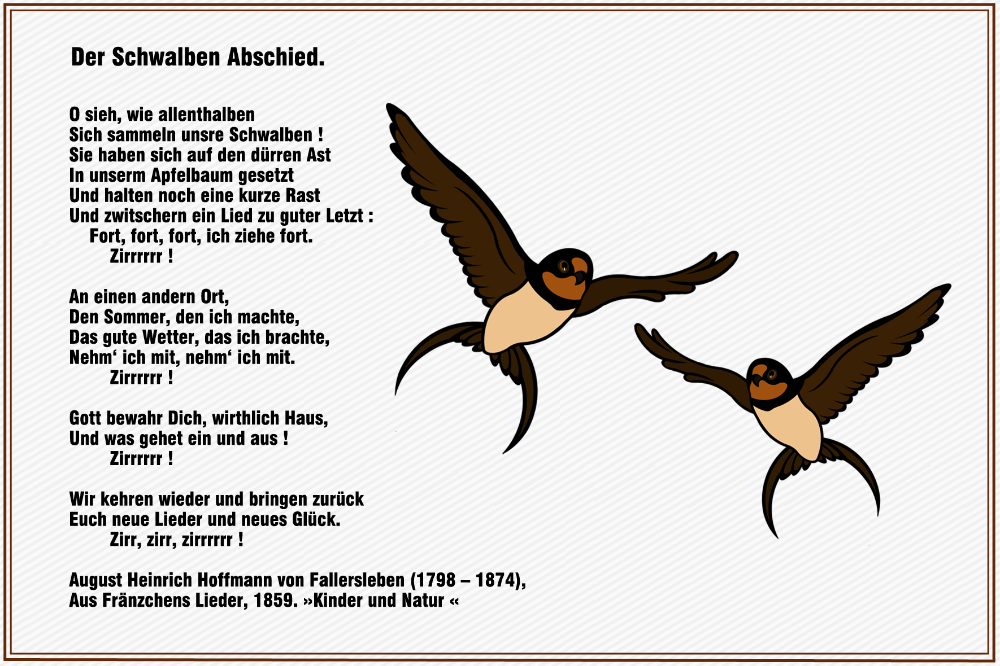 Der Schwalben Abschied.
O sieh, wie allenthalben
Sich sammeln unsre Schwalben !
Sie haben sich auf den dürren Ast
In unserm Apfelbaum gesetzt
Und halten noch eine kurze Rast
Und zwitschern ein Lied zu guter Letzt :
Fort, fort, fort, ich ziehe fort.
Zirrrrrr !
An einen andern Ort,
Den Sommer, den ich machte,
Das gute Wetter, das ich brachte,
Nehm‘ ich mit, nehm‘ ich mit.
Zirrrrrr !
Gott bewahr Dich, wirthlich Haus,
Und was gehet ein und aus !
Zirrrrrr !
Wir kehren wieder und bringen zurück
Euch neue Lieder und neues Glück.
Zirr, zirr, zirrrrrr !
August Heinrich Hoffmann von Fallersleben (1798 – 1874),
Aus Fränzchens Lieder, 1859. »Kinder und Natur «